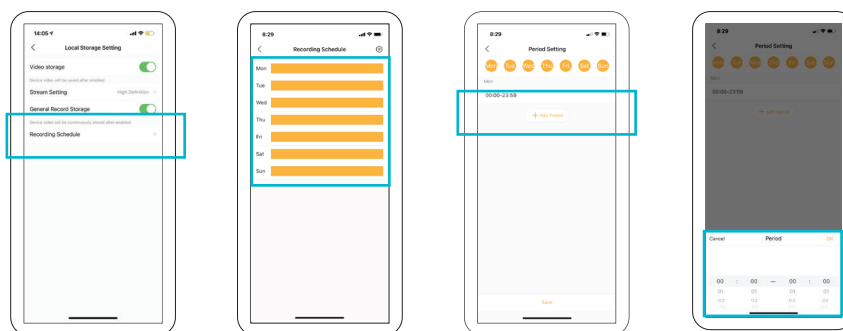 14:05
Local Storage Setting
Video storage
Device video will be saved after enabled
Stream Setting High Definition
General Record Storage
Device video will be continuously stored after enabled
Recording Schedule
8:29
Recording Schedule
Mon
Tue
Wed
Thu
Fri
Sat
Sun
8:29
Period Setting
Mon Tue Wed Thu Fri Sat Sun
Mon
00:00-23:59
+ Add Period
Save
8:29
Period Setting
Mon Tue Wed Thu Fri Sat Sun
Mon
00:00-23:59
+ Add Period
Cancel Period OK
00 : 00 — 00 : 00
01 01 01 01
02 02 02 02